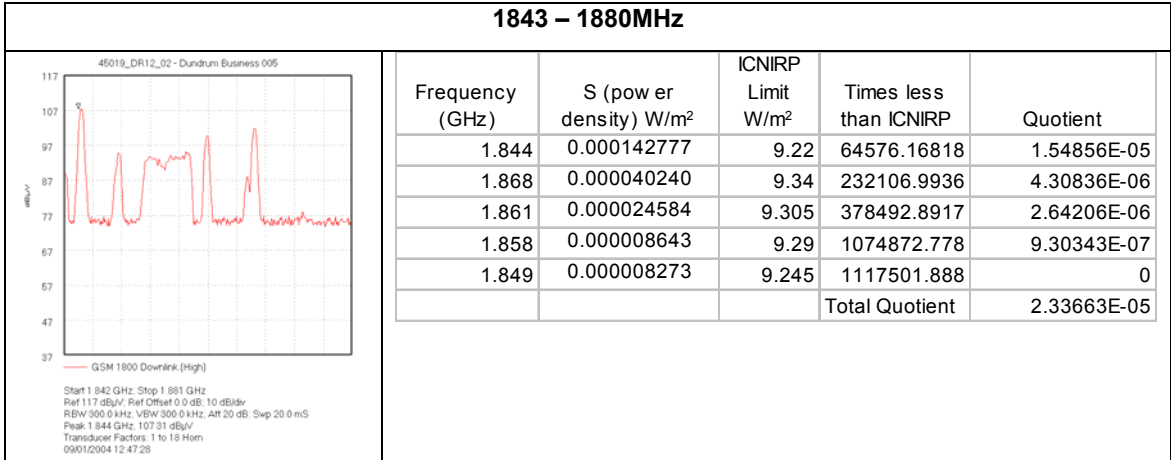 1843 – 1880MHz
45019_DR12_02 - Dundrum Business 005
117
107
97
87
77
67
57
47
37
dBµV
GSM 1800 Downlink (High)
Start 1.842 GHz; Stop 1.881 GHz
Ref 117 dBµV; Ref Offset 0.0 dB; 10 dB/div
RBW 300.0 kHz; VBW 300.0 kHz; Att 20 dB; Swp 20.0 mS
Peak 1.844 GHz, 107.31 dBµV
Transducer Factors: 1 to 18 Horn
09/01/2004 12:47:28
Frequency (GHz) S (pow er density) W/m² ICNIRP Limit W/m² Times less than ICNIRP Quotient
1.844 0.000142777 9.22 64576.16818 1.54856E-05
1.868 0.000040240 9.34 232106.9936 4.30836E-06
1.861 0.000024584 9.305 378492.8917 2.64206E-06
1.858 0.000008643 9.29 1074872.778 9.30343E-07
1.849 0.000008273 9.245 1117501.888 0
Total Quotient 2.33663E-05